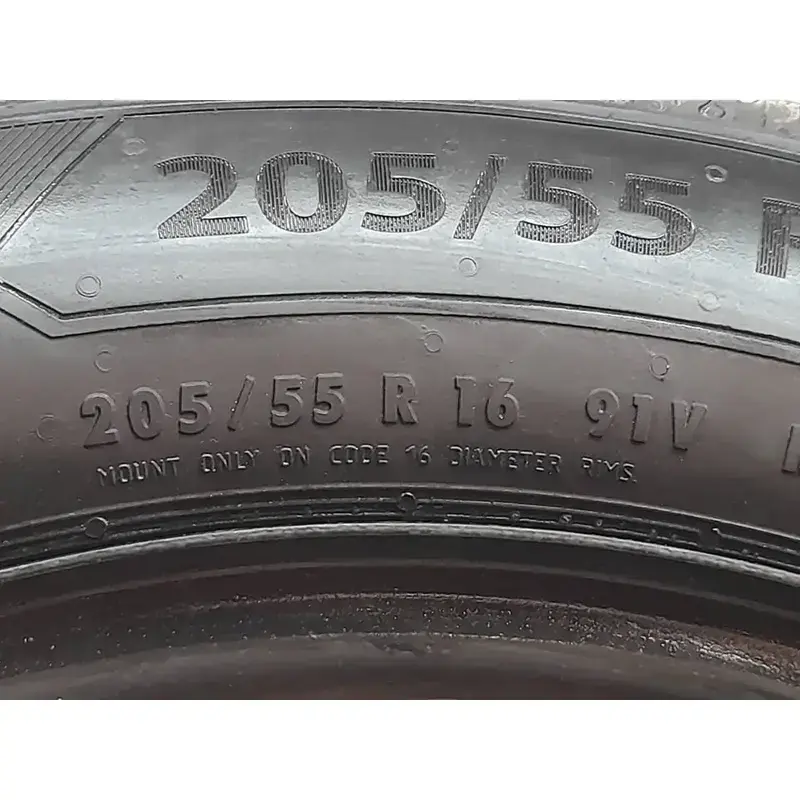 205/55 R
205/55 R 16 91V
MOUNT ONLY ON CODE 16 DIAMETER RIMS.